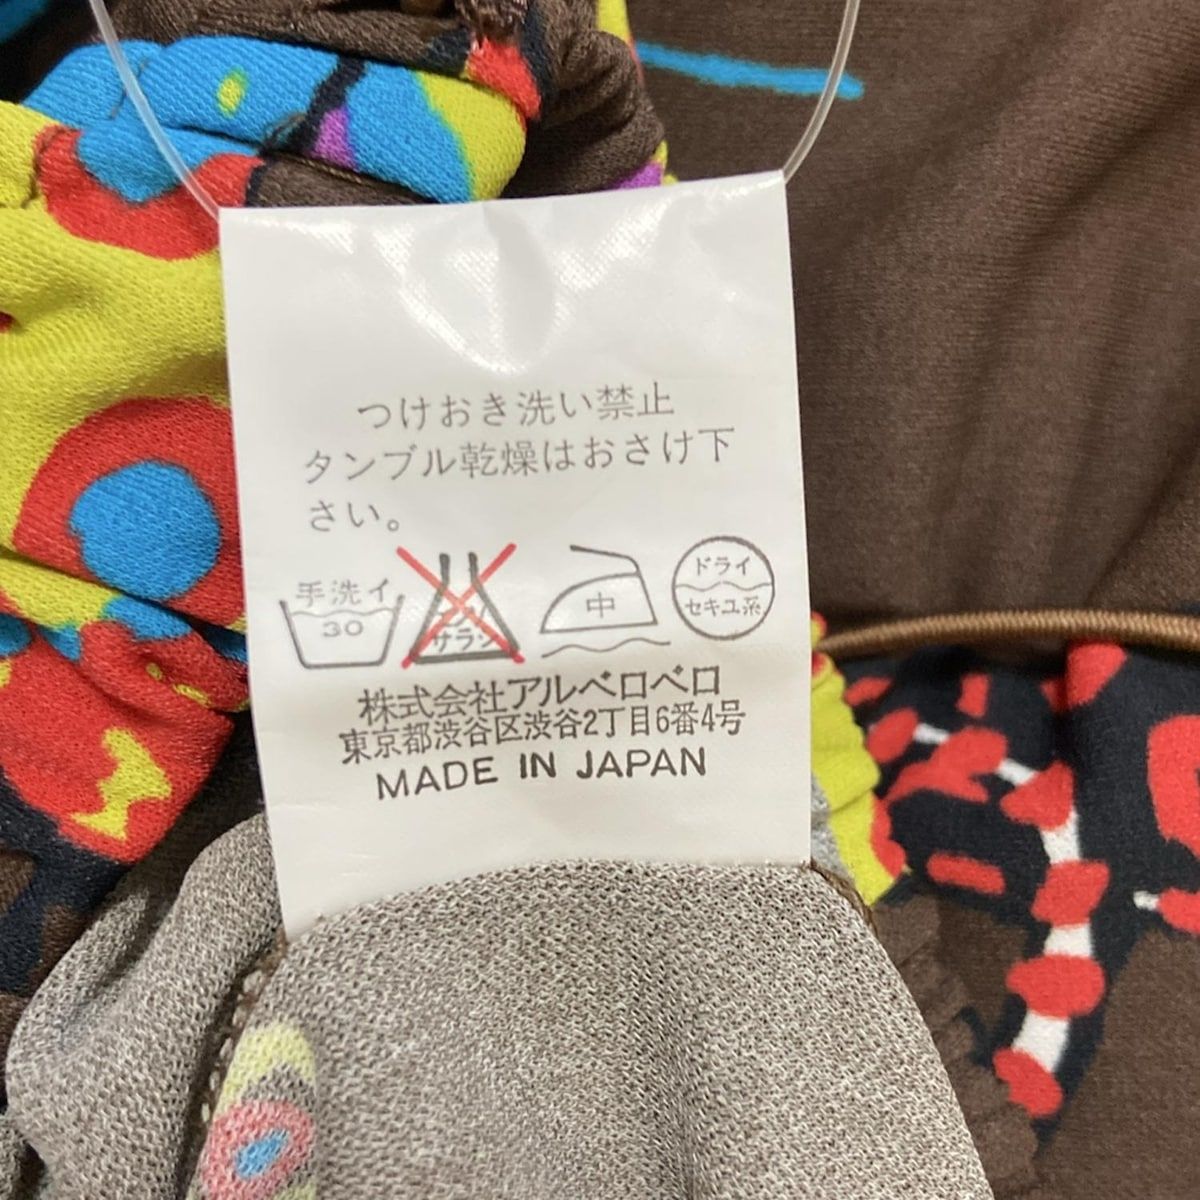 つけおき洗い禁止
タンブル乾燥はおさけ下
さい。
手洗イ
30
サラシ
中
ドライ
セキユ系
株式会社アルベロベロ
東京都渋谷区渋谷2丁目6番4号
MADE IN JAPAN